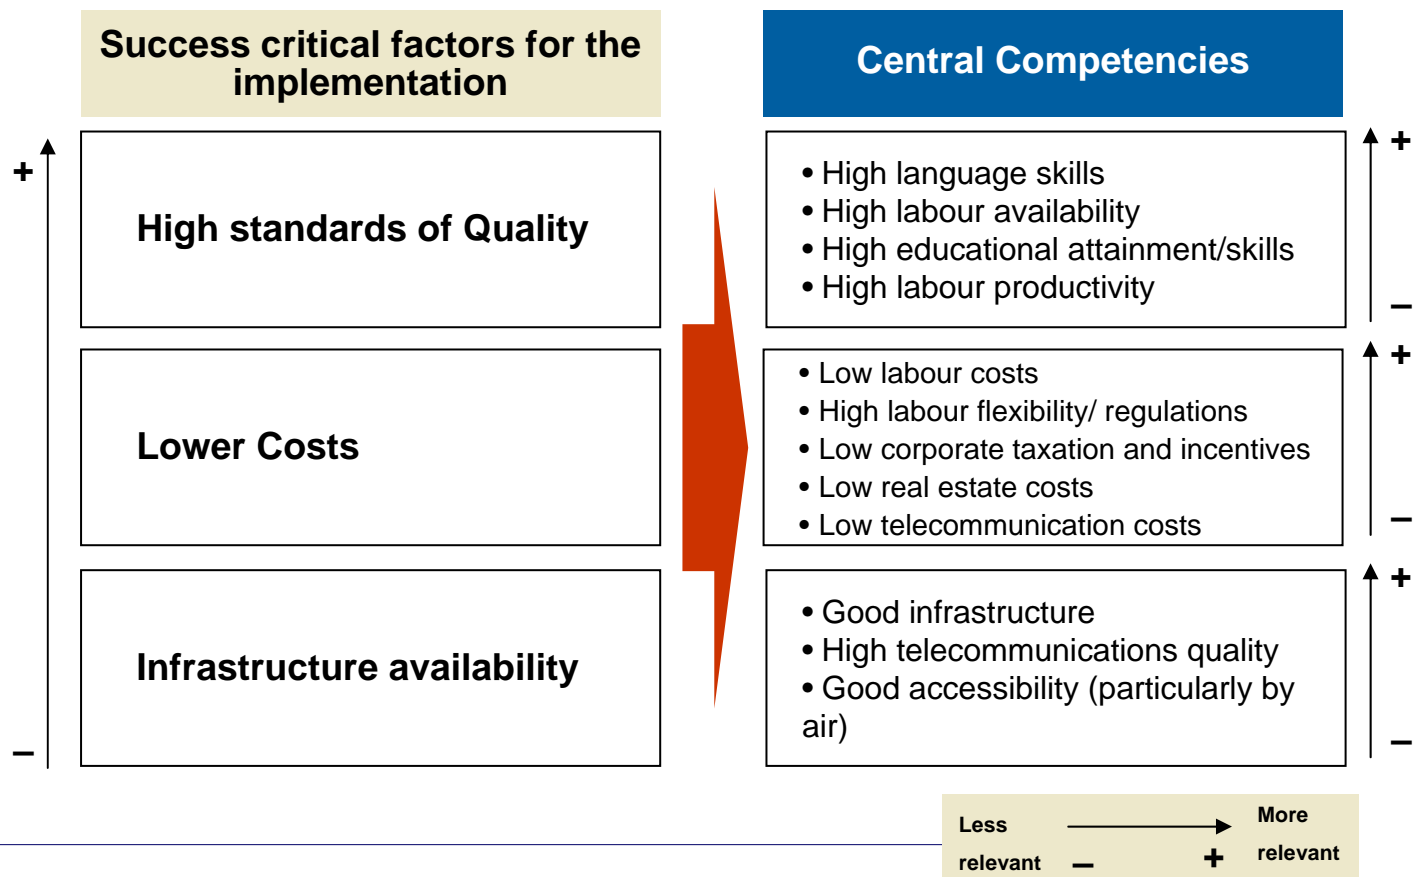 Success critical factors for the
implementation
Central Competencies
+
High standards of Quality
• High language skills
• High labour availability
• High educational attainment/skills
• High labour productivity
+
–
Lower Costs
• Low labour costs
• High labour flexibility/ regulations
• Low corporate taxation and incentives
• Low real estate costs
• Low telecommunication costs
+
–
Infrastructure availability
–
• Good infrastructure
• High telecommunications quality
• Good accessibility (particularly by
air)
+
–
Less
relevant
–
+
More
relevant